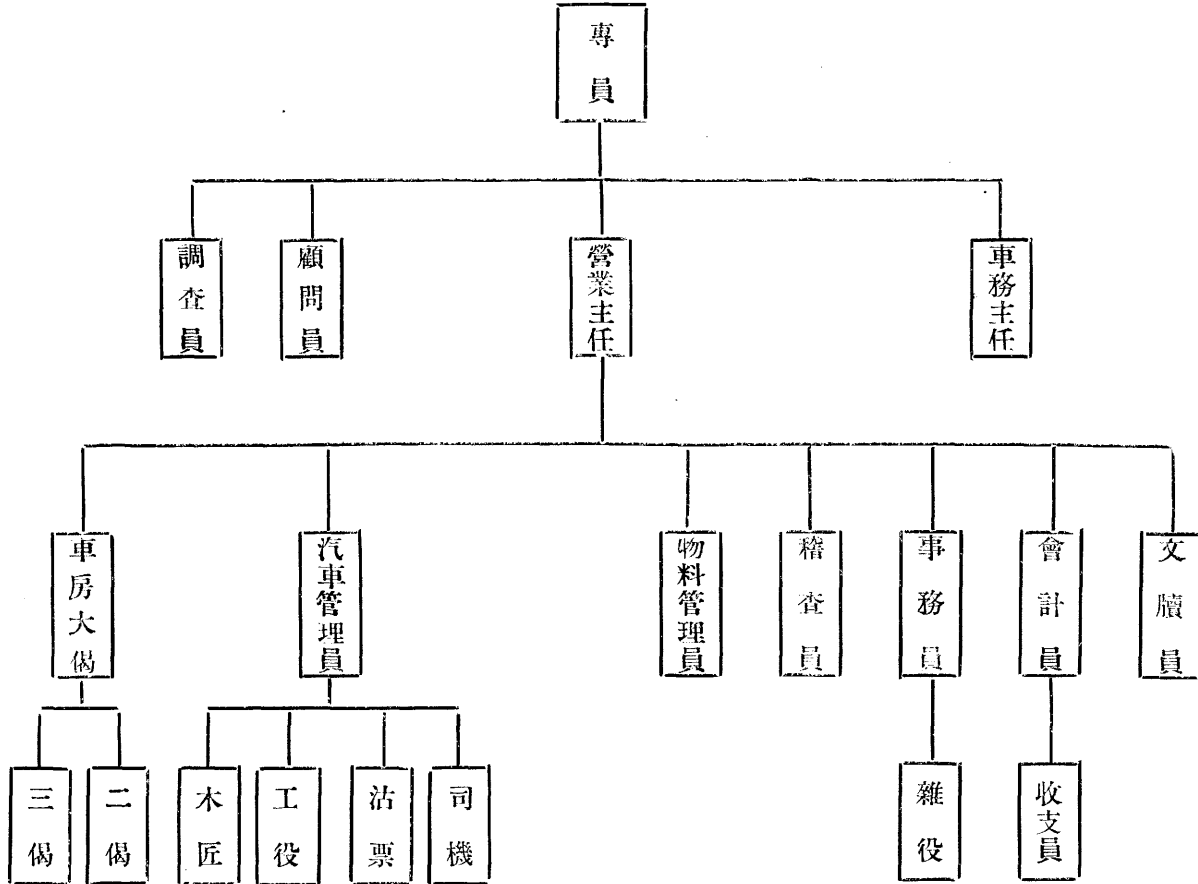 專員
車務主任
營業主任
顧問員
調查員
文牘員
會計員
事務員
稽查員
物料管理員
汽車管理員
車房大偈
收支員
雜役
司機
沽票
工役
木匠
二偈
三偈